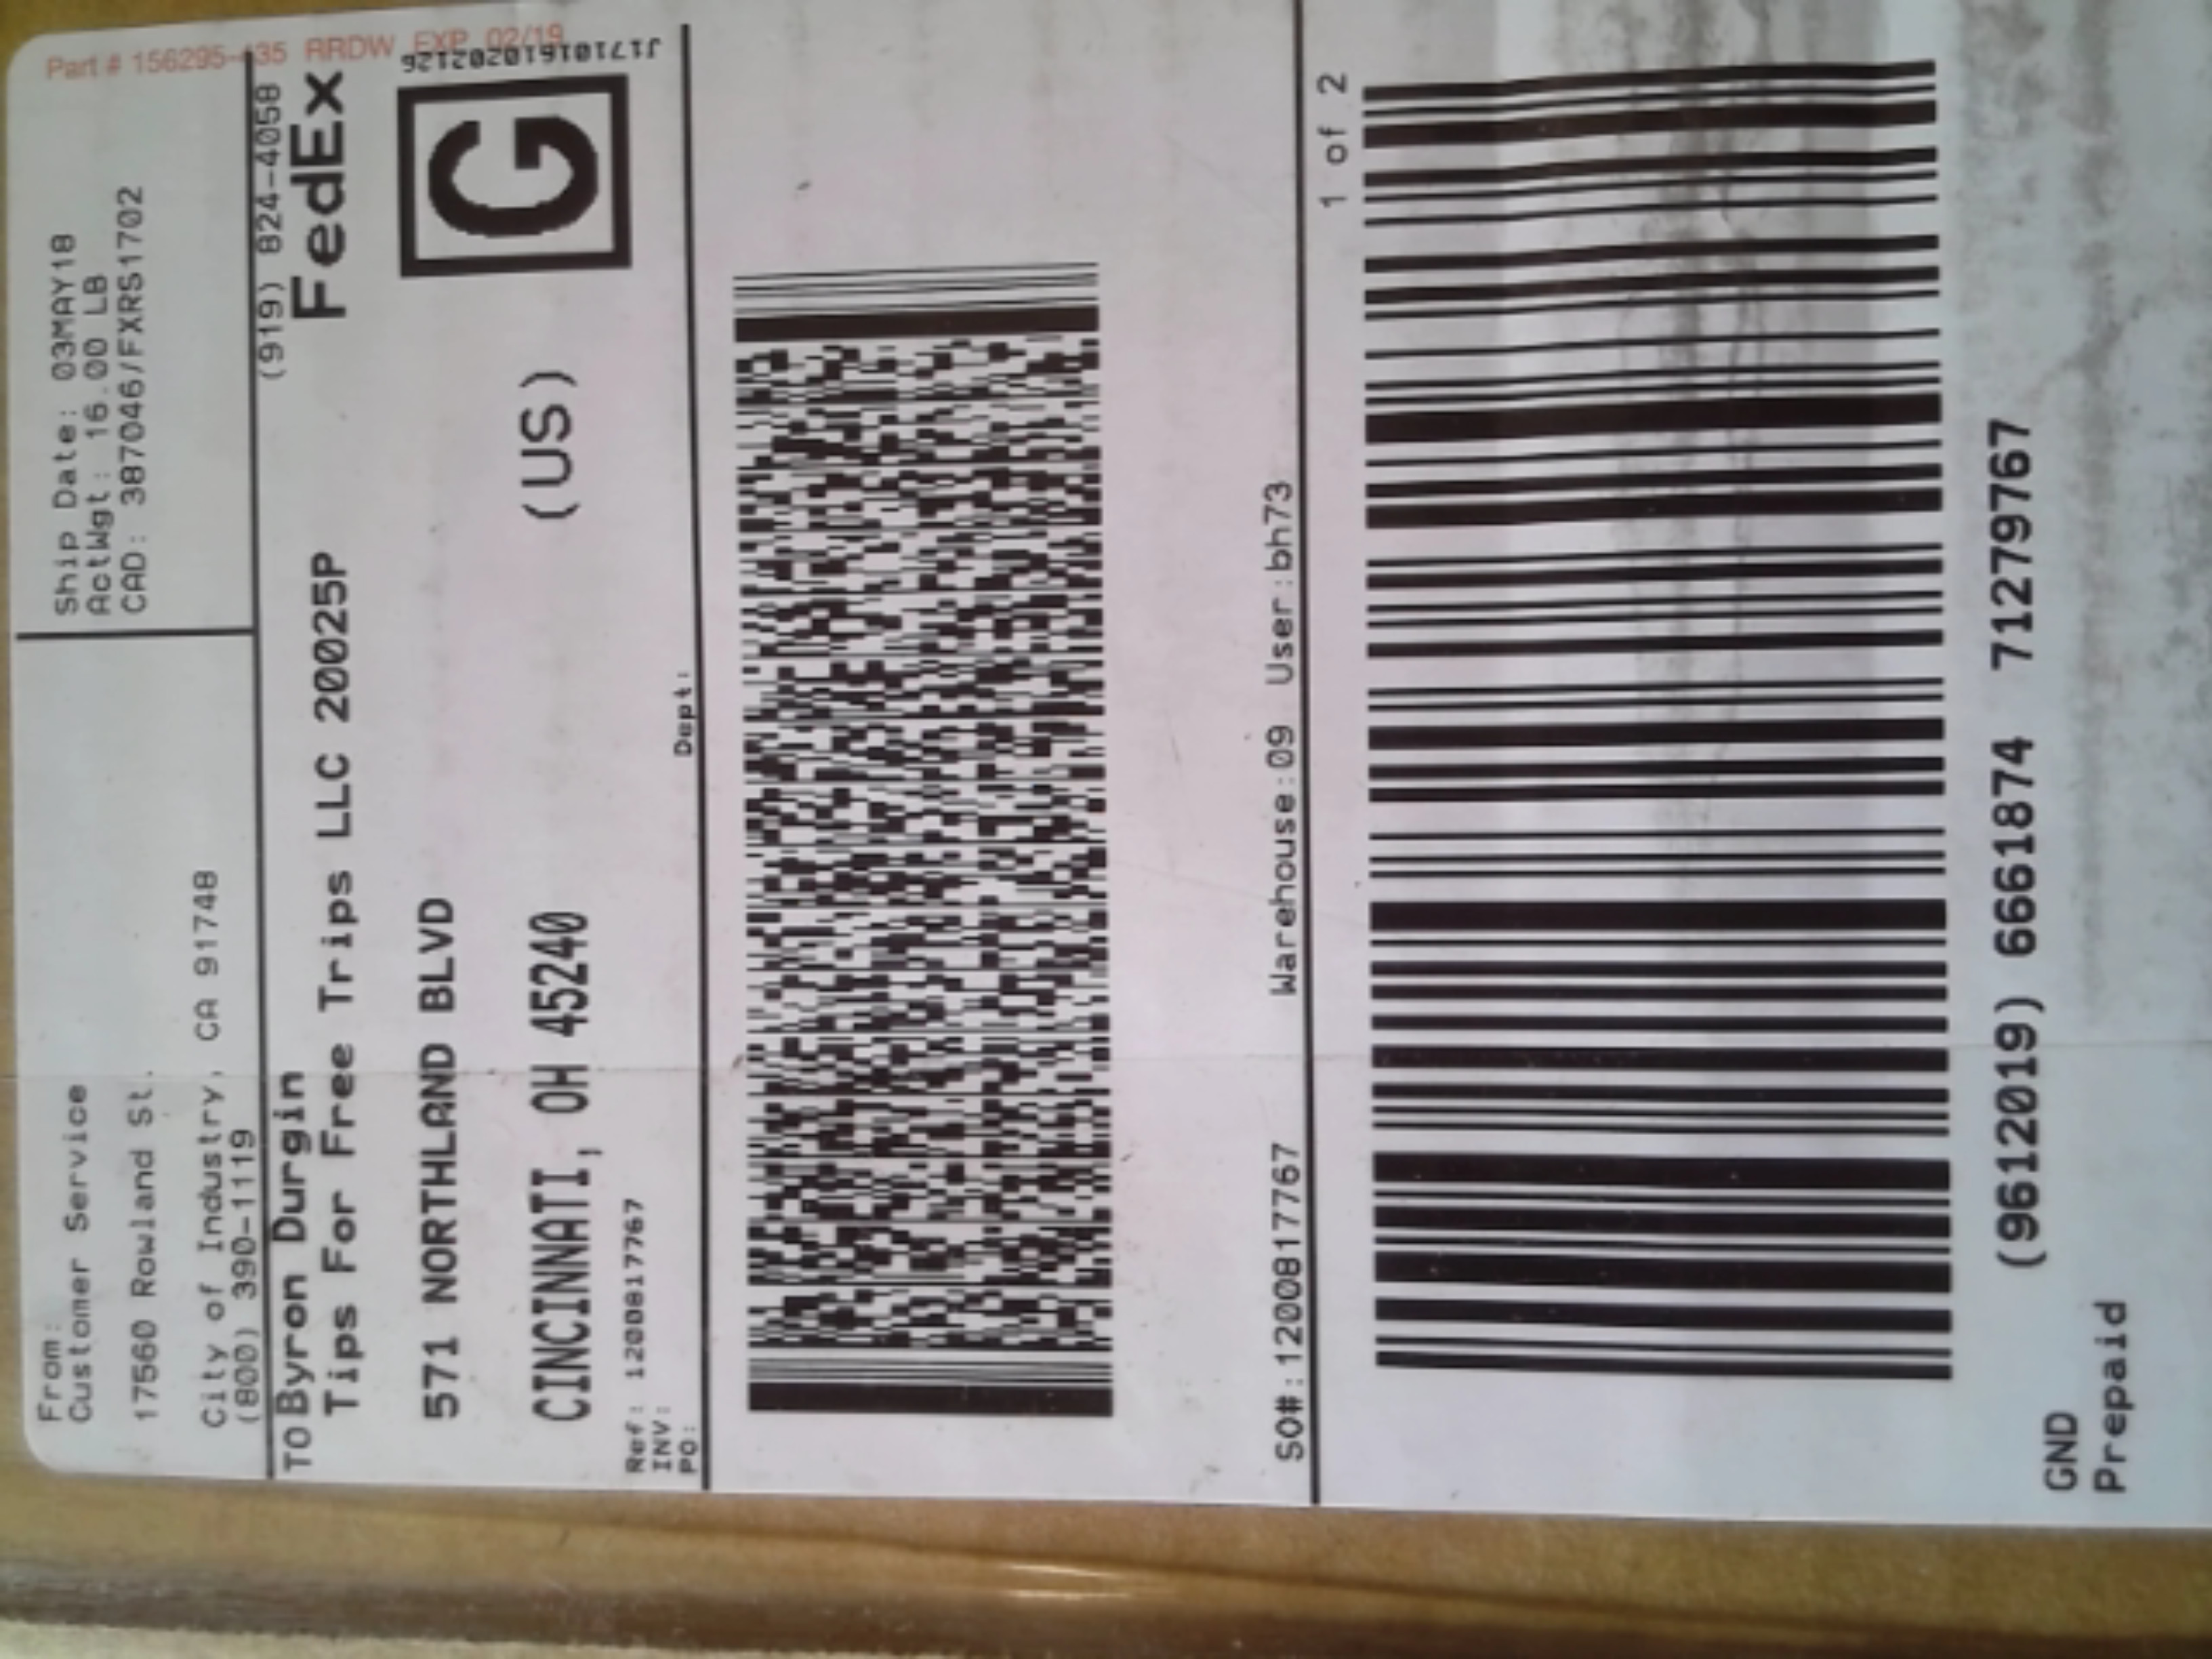 Part # 156295-435 RRDW EXP 02/19
From:
Customer Service
17560 Rowland St.
City of Industry, CA 91748
(800) 390-1119
Ship Date: 03MAY18
ActWgt: 16.00 LB
CAD: 387046/FXRS1702
TO Byron Durgin
(919) 824-4058
Tips For Free Trips LLC 20025P
FedEx
571 NORTHLAND BLVD
G
CINCINNATI, OH 45240
(US)
J17101610202126
Ref: 1200817767
INV:
PO:
Dept:
SO#:1200817767 Warehouse:09 User:bh73
1 of 2
(9612019) 6661874 71279767
GND
Prepaid